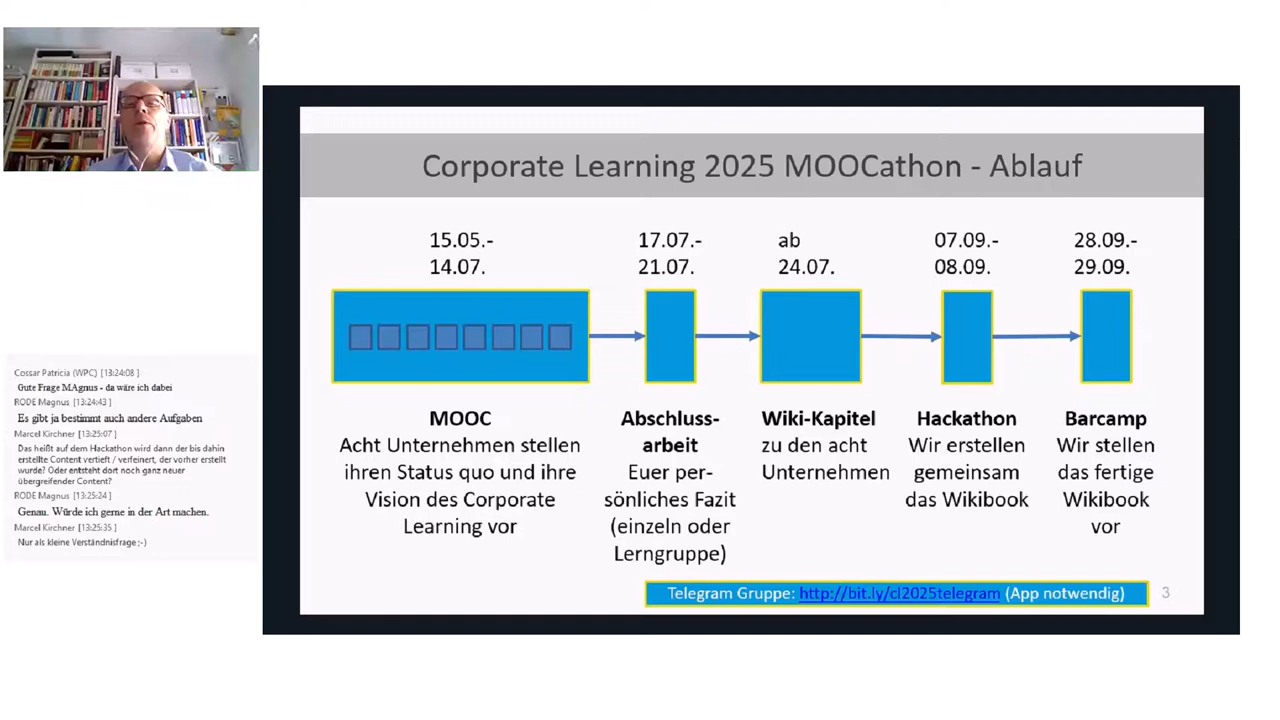 Corporate Learning 2025 MOOCathon - Ablauf
15.05.-
14.07.
17.07.-
21.07.
ab
24.07.
07.09.-
08.09.
28.09.-
29.09.
MOOC
Acht Unternehmen stellen
ihren Status quo und ihre
Vision des Corporate
Learning vor
Abschluss-
arbeit
Euer per-
sönliches Fazit
(einzeln oder
Lerngruppe)
Wiki-Kapitel
zu den acht
Unternehmen
Hackathon
Wir erstellen
gemeinsam
das Wikibook
Barcamp
Wir stellen
das fertige
Wikibook
vor
Telegram Gruppe: http://bit.ly/cl2025telegram (App notwendig)
3
Cossar Patricia (WPC) [13:24:08 ]
Gute Frage MAgnus - da wäre ich dabei
RODE Magnus [13:24:43 ]
Es gibt ja bestimmt auch andere Aufgaben
Marcel Kirchner [13:25:07 ]
Das heißt auf dem Hackathon wird dann der bis dahin
erstellte Content vertieft / verfeinert, der vorher erstellt
wurde? Oder entsteht dort noch ganz neuer
übergreifender Content?
RODE Magnus [13:25:24 ]
Genau. Würde ich gerne in der Art machen.
Marcel Kirchner [13:25:35 ]
Nur als kleine Verständnisfrage ;-)